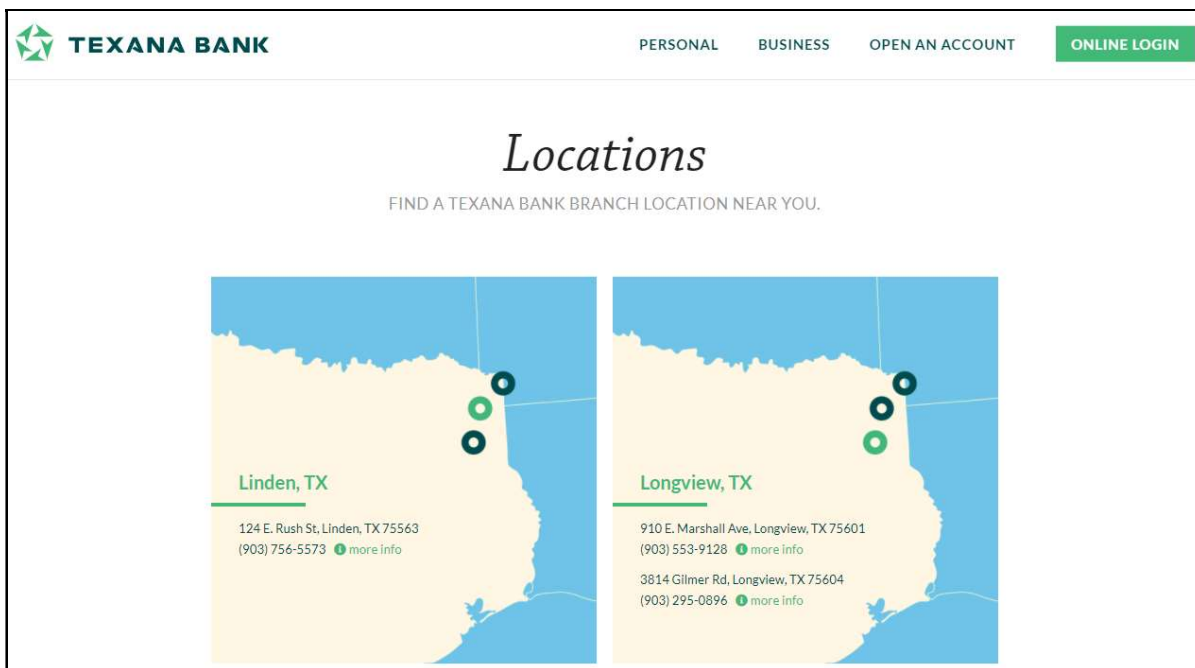 TEXANA BANK
PERSONAL BUSINESS OPEN AN ACCOUNT ONLINE LOGIN
Locations
FIND A TEXANA BANK BRANCH LOCATION NEAR YOU.
Linden, TX
124 E. Rush St, Linden, TX 75563
(903) 756-5573 i more info
Longview, TX
910 E. Marshall Ave, Longview, TX 75601
(903) 553-9128 i more info
3814 Gilmer Rd, Longview, TX 75604
(903) 295-0896 i more info